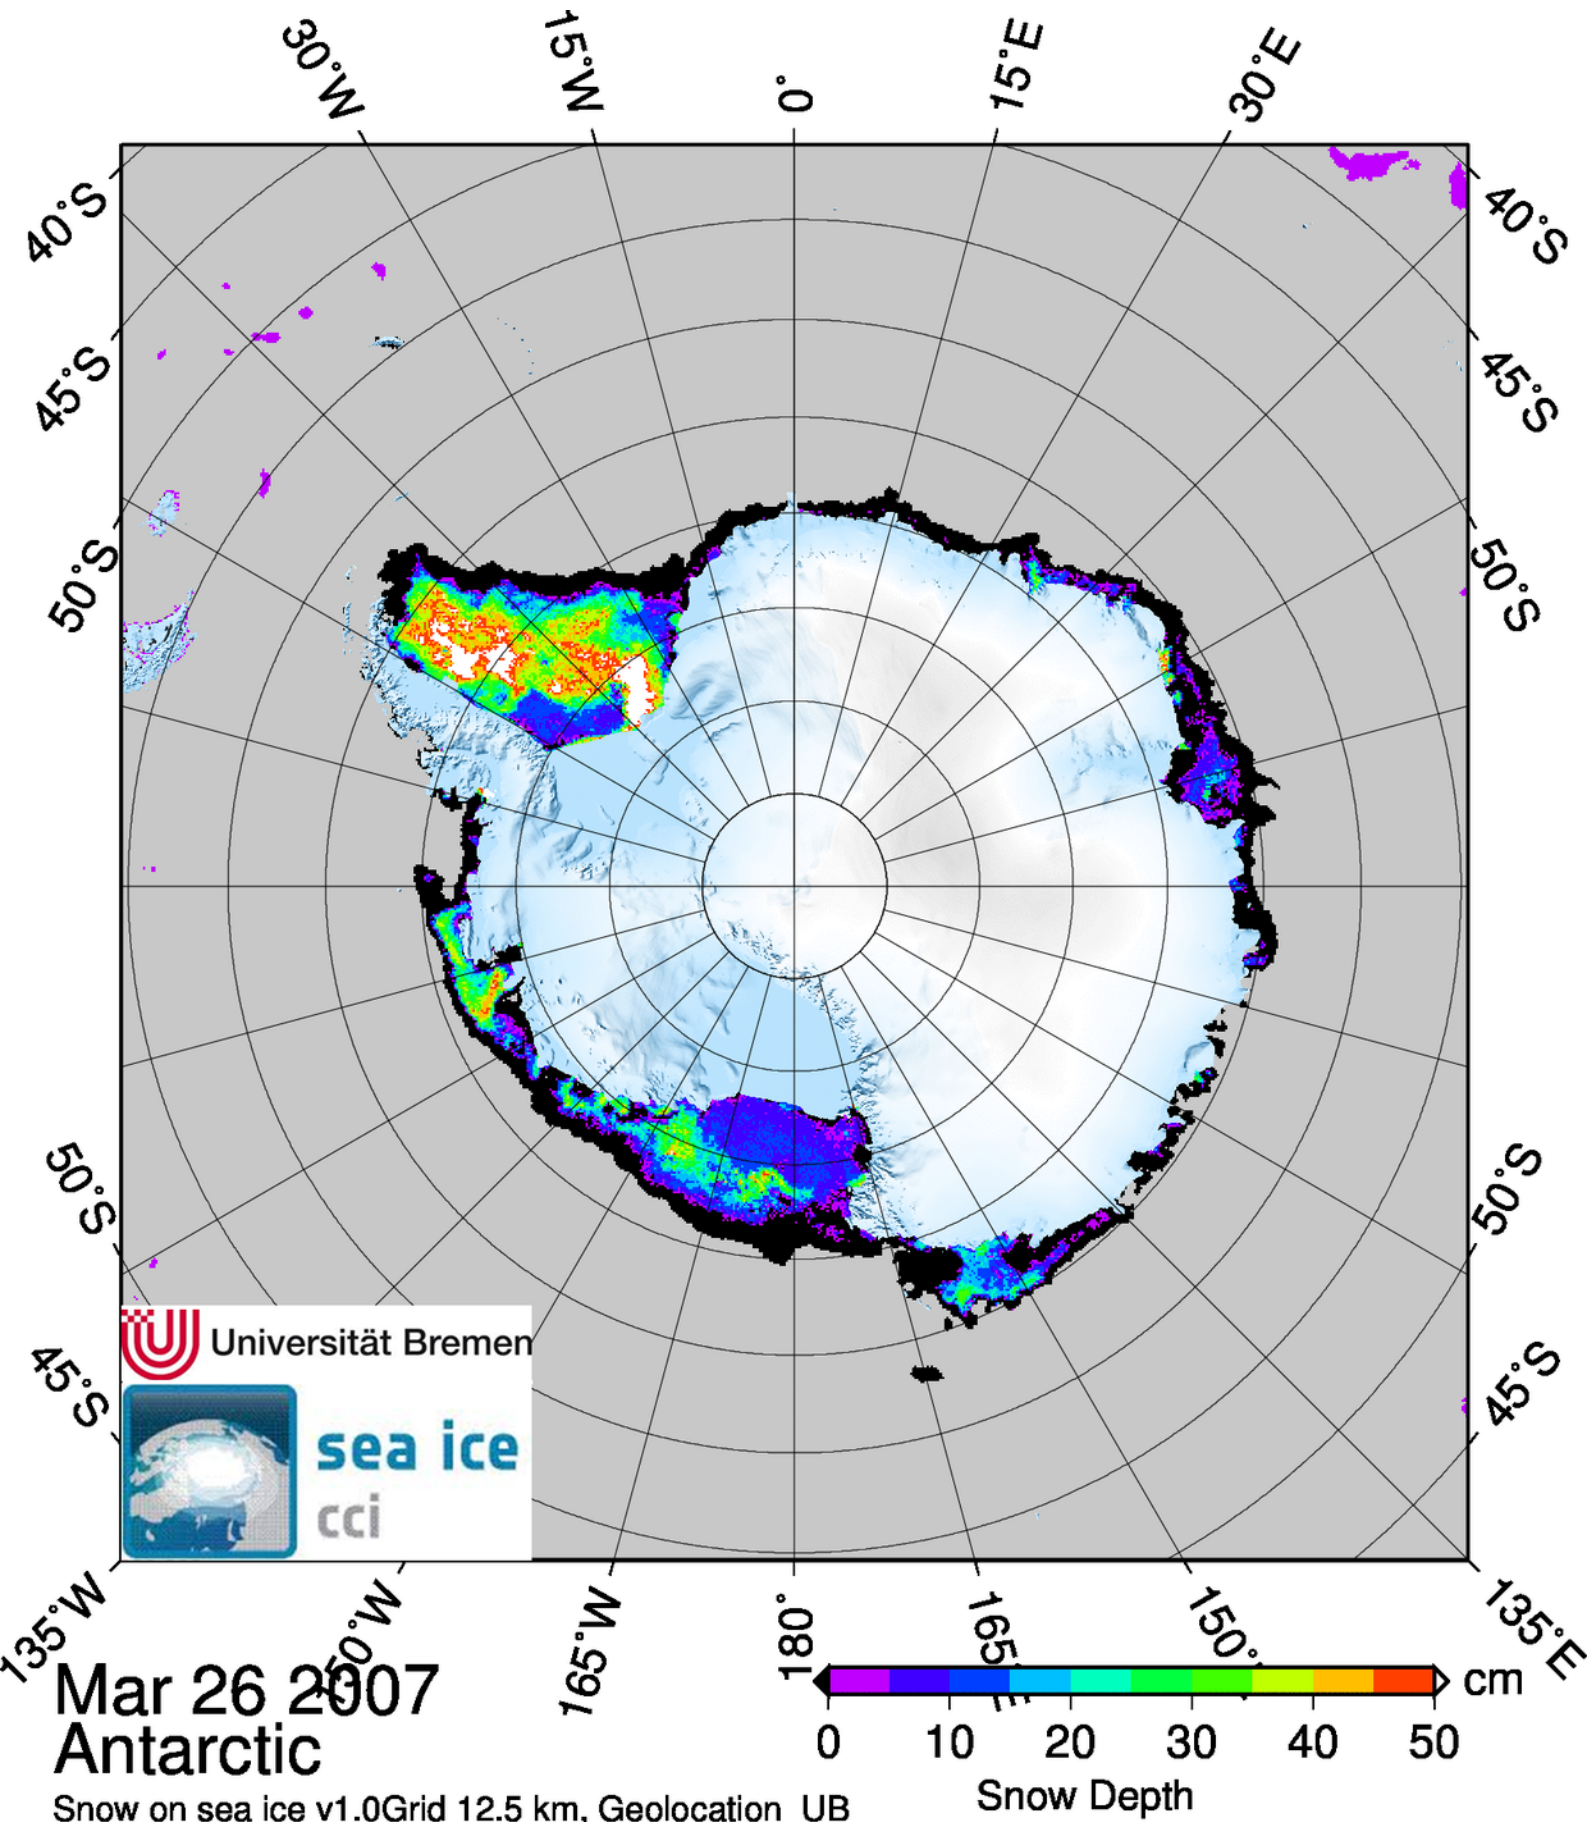 30°W 15°W 0° 15°E 30°E
40°S 40°S
45°S 45°S
50°S 50°S
50°S 50°S
45°S 45°S
Universität Bremen
sea ice
cci
135°W 165°W 180° 165° 150° 135°E
Mar 26 2007
Antarctic
Snow on sea ice v1.0Grid 12.5 km, Geolocation UB
cm
0 10 20 30 40 50
Snow Depth